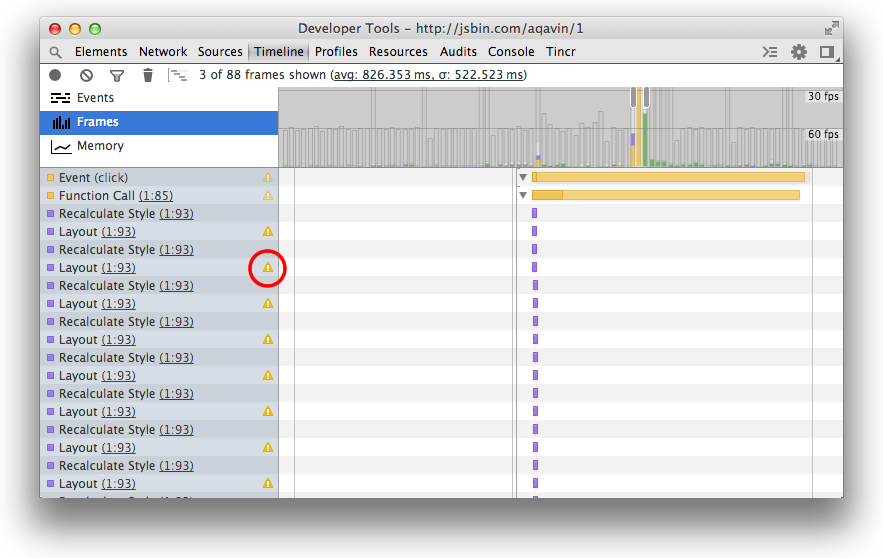 Developer Tools - http://jsbin.com/aqavin/1
Elements Network Sources Timeline Profiles Resources Audits Console Tincr
3 of 88 frames shown (avg: 826.353 ms, σ: 522.523 ms)
Events
30 fps
Frames
60 fps
Memory
Event (click)
Function Call (1:85)
Recalculate Style (1:93)
Layout (1:93)
Recalculate Style (1:93)
Layout (1:93)
Recalculate Style (1:93)
Layout (1:93)
Recalculate Style (1:93)
Layout (1:93)
Recalculate Style (1:93)
Layout (1:93)
Recalculate Style (1:93)
Layout (1:93)
Recalculate Style (1:93)
Layout (1:93)
Recalculate Style (1:93)
Layout (1:93)